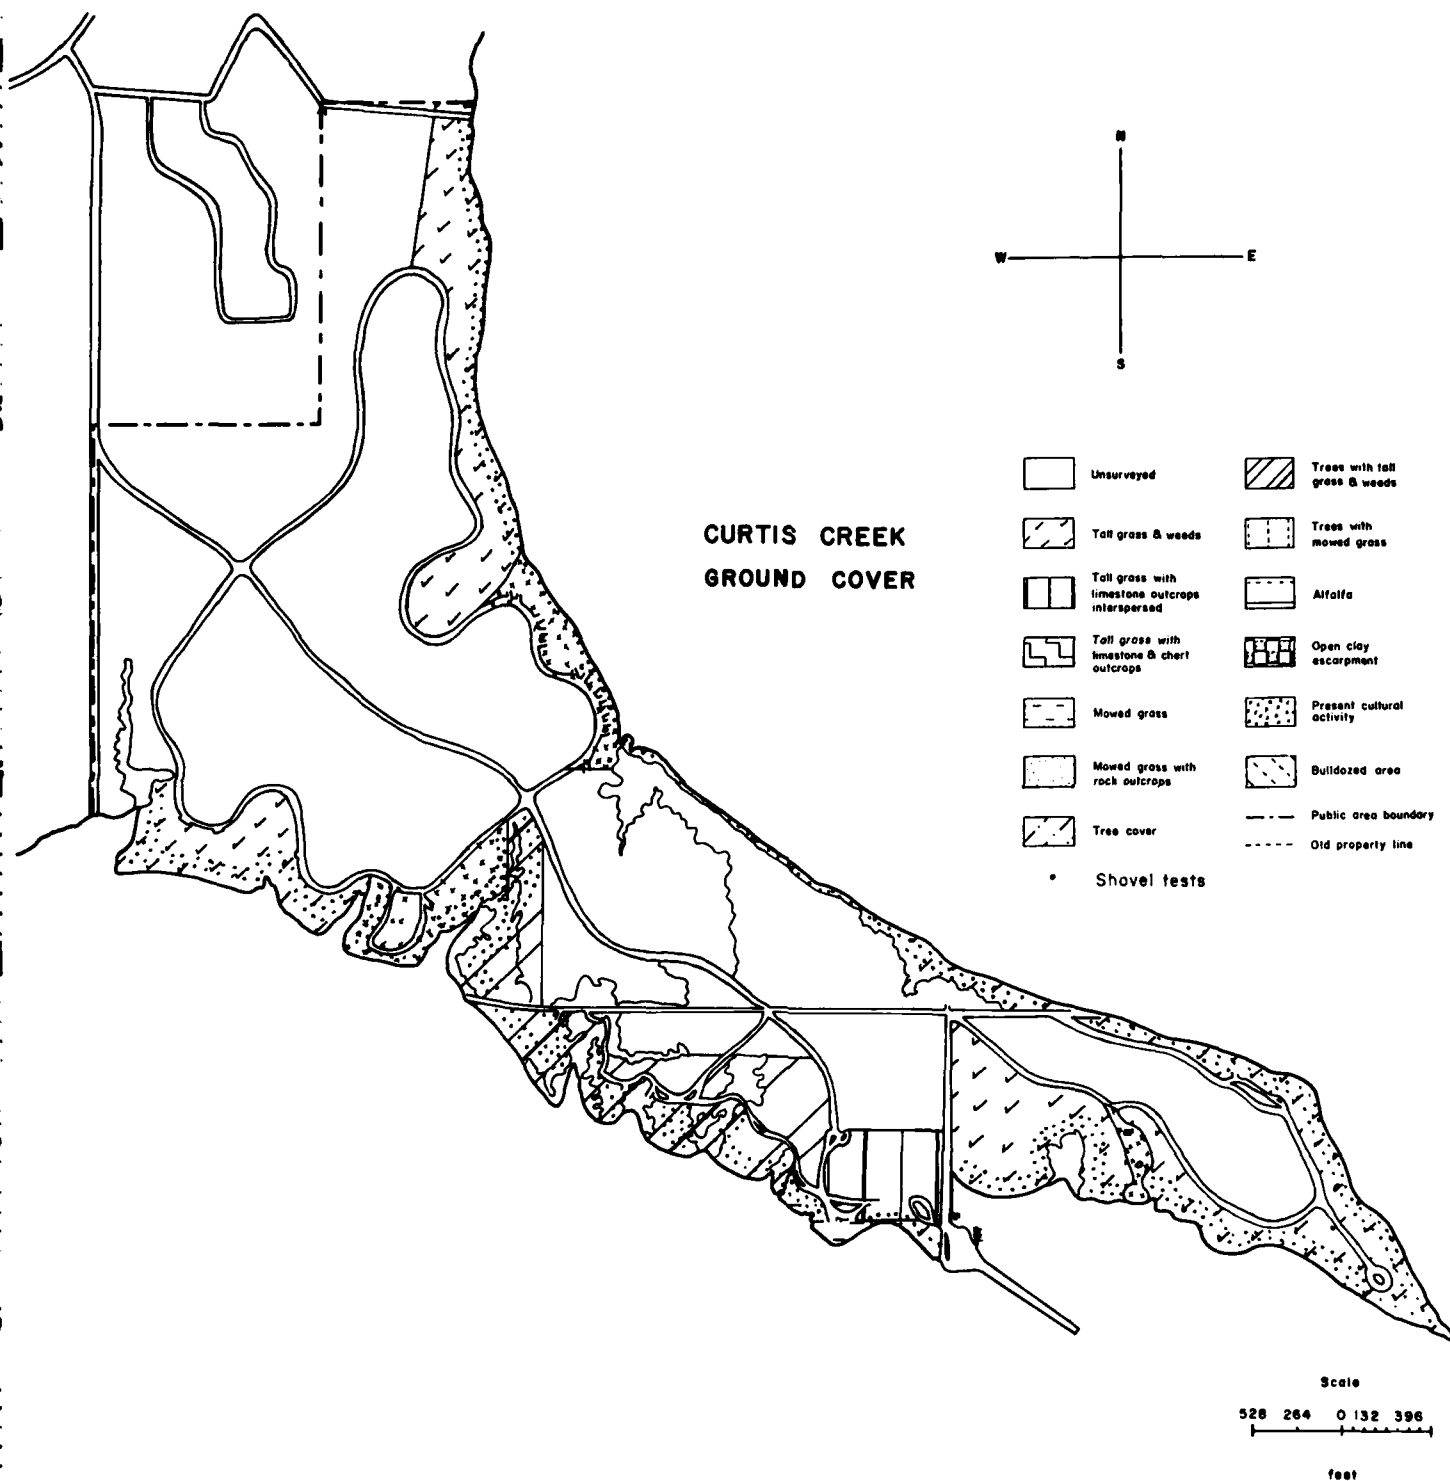 N
W E
S
CURTIS CREEK
GROUND COVER
Unsurveyed
Tall grass & weeds
Tall grass with
limestone outcrops
interspersed
Tall grass with
limestone & chert
outcrops
Mowed grass
Mowed grass with
rock outcrops
Tree cover
Shovel tests
Trees with tall
grass & weeds
Trees with
mowed grass
Alfalfa
Open clay
escarpment
Present cultural
activity
Bulldozed area
Public area boundary
Old property line
Scale
528 264 0 132 396
feet